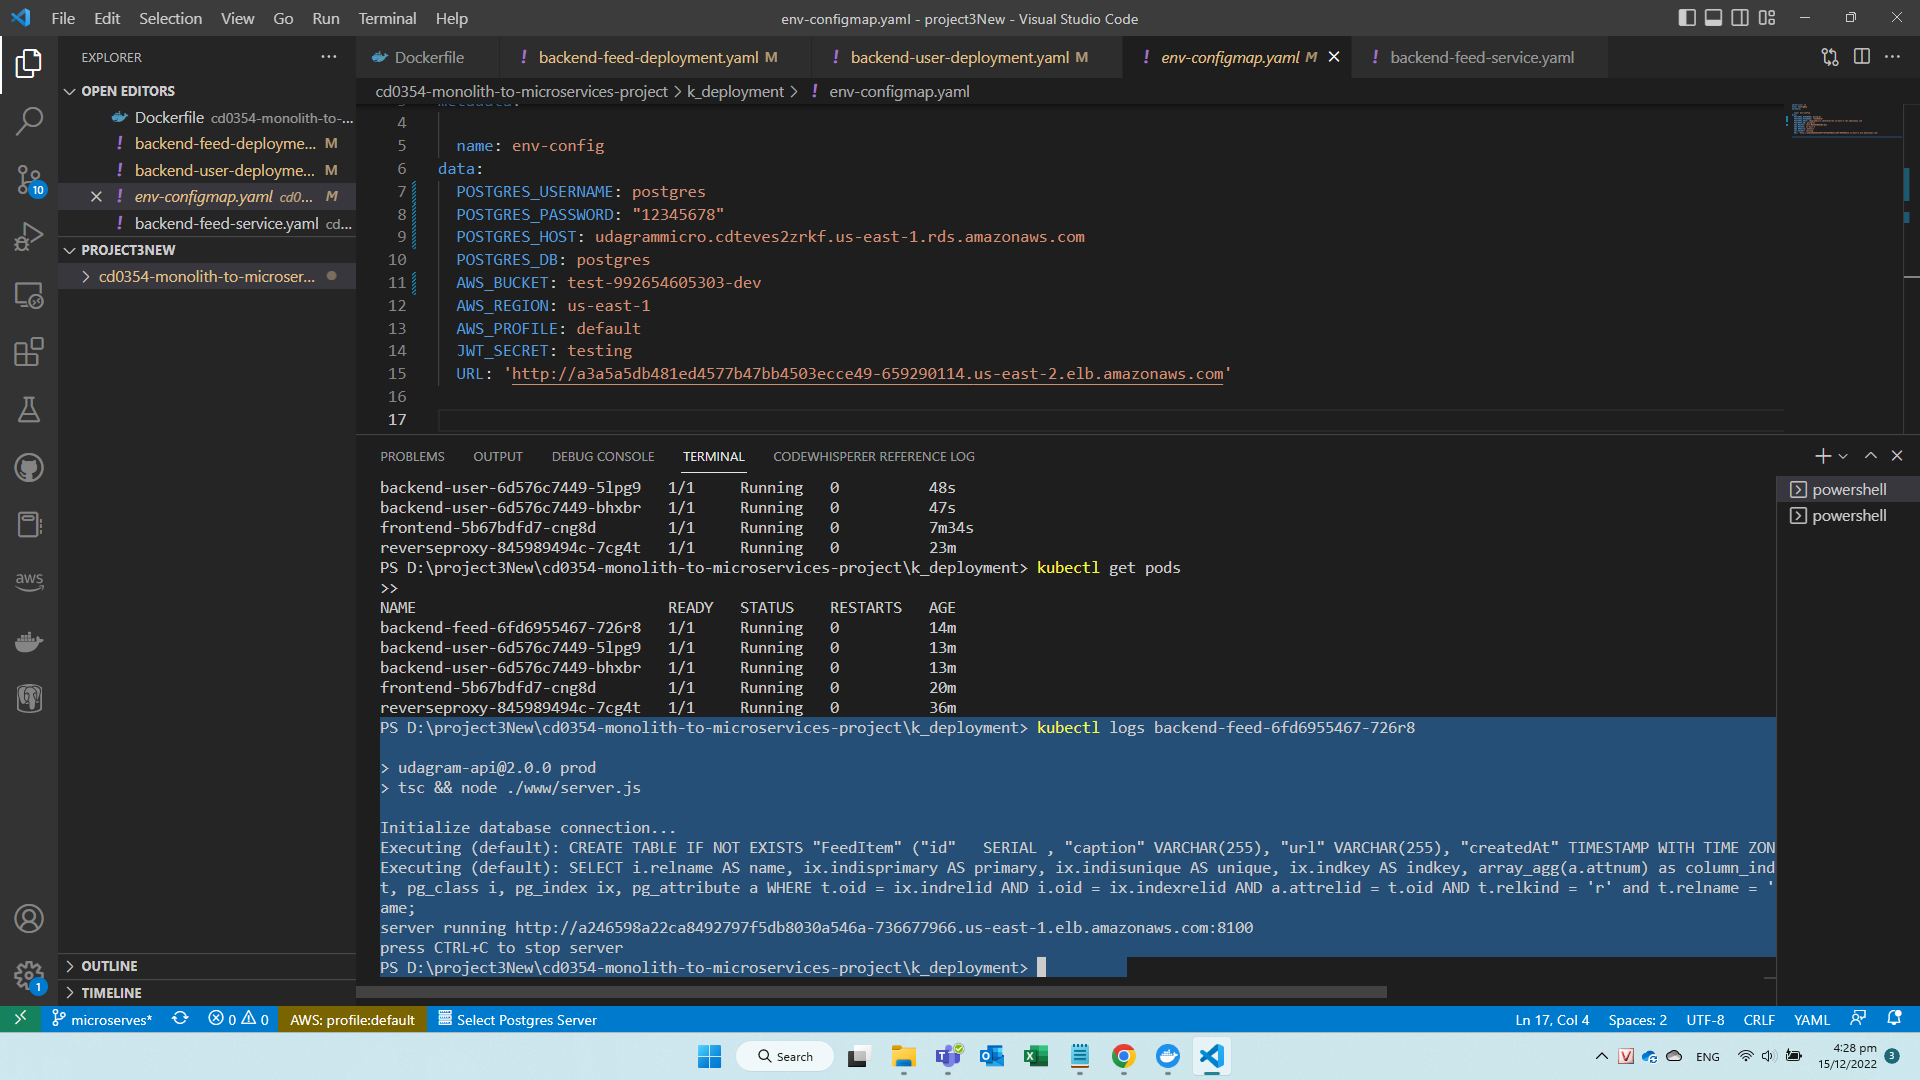 File Edit Selection View Go Run Terminal Help
env-configmap.yaml - project3New - Visual Studio Code
EXPLORER
Dockerfile
! backend-feed-deployment.yaml M
! backend-user-deployment.yaml M
! env-configmap.yaml M
! backend-feed-service.yaml
OPEN EDITORS
Dockerfile cd0354-monolith-to-...
! backend-feed-deployme... M
! backend-user-deployme... M
! env-configmap.yaml cd0... M
! backend-feed-service.yaml cd...
PROJECT3NEW
cd0354-monolith-to-microser...
OUTLINE
TIMELINE
10
aws
1
cd0354-monolith-to-microservices-project > k_deployment > ! env-configmap.yaml
4
5 name: env-config
6 data:
7 POSTGRES_USERNAME: postgres
8 POSTGRES_PASSWORD: "12345678"
9 POSTGRES_HOST: udagrammicro.cdteves2zrkf.us-east-1.rds.amazonaws.com
10 POSTGRES_DB: postgres
11 AWS_BUCKET: test-992654605303-dev
12 AWS_REGION: us-east-1
13 AWS_PROFILE: default
14 JWT_SECRET: testing
15 URL: 'http://a3a5a5db481ed4577b47bb4503ecce49-659290114.us-east-2.elb.amazonaws.com'
16
17
PROBLEMS OUTPUT DEBUG CONSOLE TERMINAL CODEWHISPERER REFERENCE LOG
powershell
powershell
backend-user-6d576c7449-5lpg9 1/1 Running 0 48s
backend-user-6d576c7449-bhxbr 1/1 Running 0 47s
frontend-5b67bdfd7-cng8d 1/1 Running 0 7m34s
reverseproxy-845989494c-7cg4t 1/1 Running 0 23m
PS D:\project3New\cd0354-monolith-to-microservices-project\k_deployment> kubectl get pods
>>
NAME READY STATUS RESTARTS AGE
backend-feed-6fd6955467-726r8 1/1 Running 0 14m
backend-user-6d576c7449-5lpg9 1/1 Running 0 13m
backend-user-6d576c7449-bhxbr 1/1 Running 0 13m
frontend-5b67bdfd7-cng8d 1/1 Running 0 20m
reverseproxy-845989494c-7cg4t 1/1 Running 0 36m
PS D:\project3New\cd0354-monolith-to-microservices-project\k_deployment> kubectl logs backend-feed-6fd6955467-726r8
> udagram-api@2.0.0 prod
> tsc && node ./www/server.js
Initialize database connection...
Executing (default): CREATE TABLE IF NOT EXISTS "FeedItem" ("id" SERIAL , "caption" VARCHAR(255), "url" VARCHAR(255), "createdAt" TIMESTAMP WITH TIME ZON
Executing (default): SELECT i.relname AS name, ix.indisprimary AS primary, ix.indisunique AS unique, ix.indkey AS indkey, array_agg(a.attnum) as column_ind
t, pg_class i, pg_index ix, pg_attribute a WHERE t.oid = ix.indrelid AND i.oid = ix.indexrelid AND a.attrelid = t.oid AND t.relkind = 'r' and t.relname = '
ame;
server running http://a246598a22ca8492797f5db8030a546a-736677966.us-east-1.elb.amazonaws.com:8100
press CTRL+C to stop server
PS D:\project3New\cd0354-monolith-to-microservices-project\k_deployment>
microserves* 0 0 AWS: profile:default Select Postgres Server
Ln 17, Col 4 Spaces: 2 UTF-8 CRLF YAML
Search
ENG
4:28 pm
15/12/2022
3